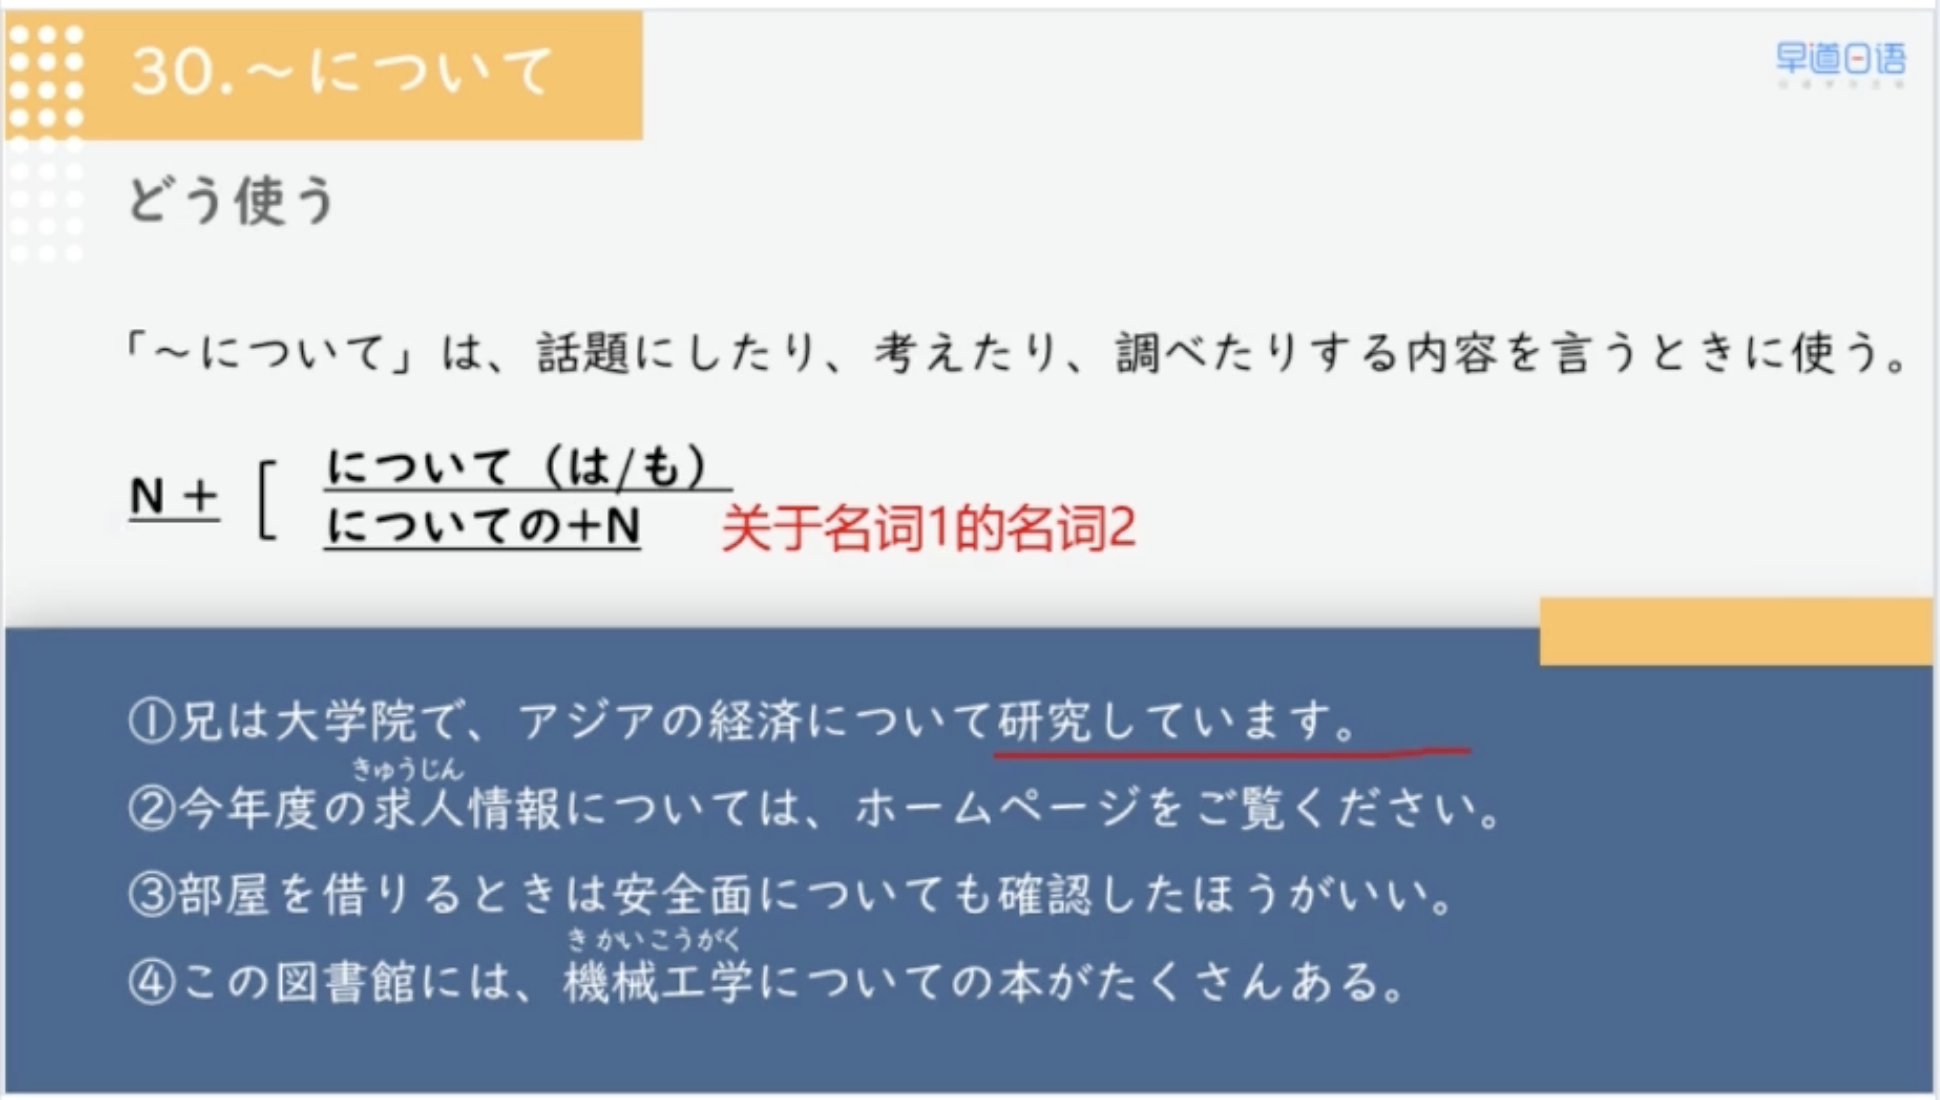 30.～について
早道日语
どう使う
「～について」は、話題にしたり、考えたり、調べたりする内容を言うときに使う。
N＋
について（は/も）
についての＋N
关于名词1的名词2
①兄は大学院で、アジアの経済について研究しています。
きゅうじん
②今年度の求人情報については、ホームページをご覧ください。
③部屋を借りるときは安全面についても確認したほうがいい。
きかいこうがく
④この図書館には、機械工学についての本がたくさんある。